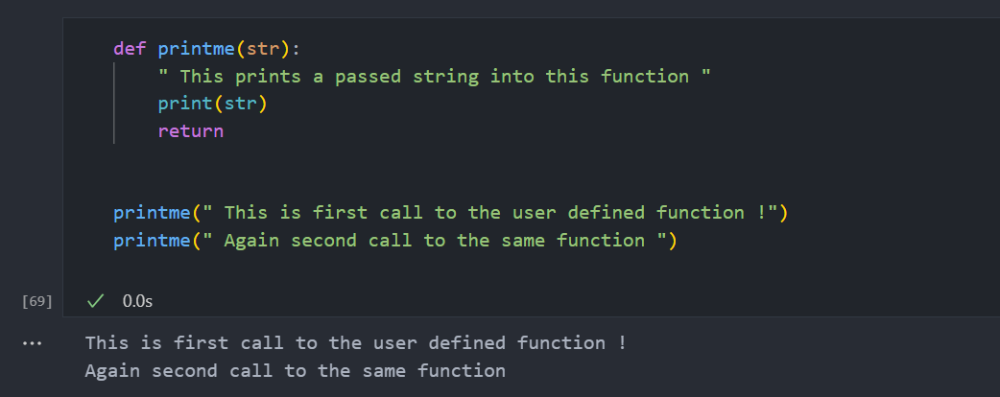 def printme(str):
    " This prints a passed string into this function "
    print(str)
    return
printme(" This is first call to the user defined function !")
printme(" Again second call to the same function ")
[69] ✓ 0.0s
... This is first call to the user defined function !
Again second call to the same function